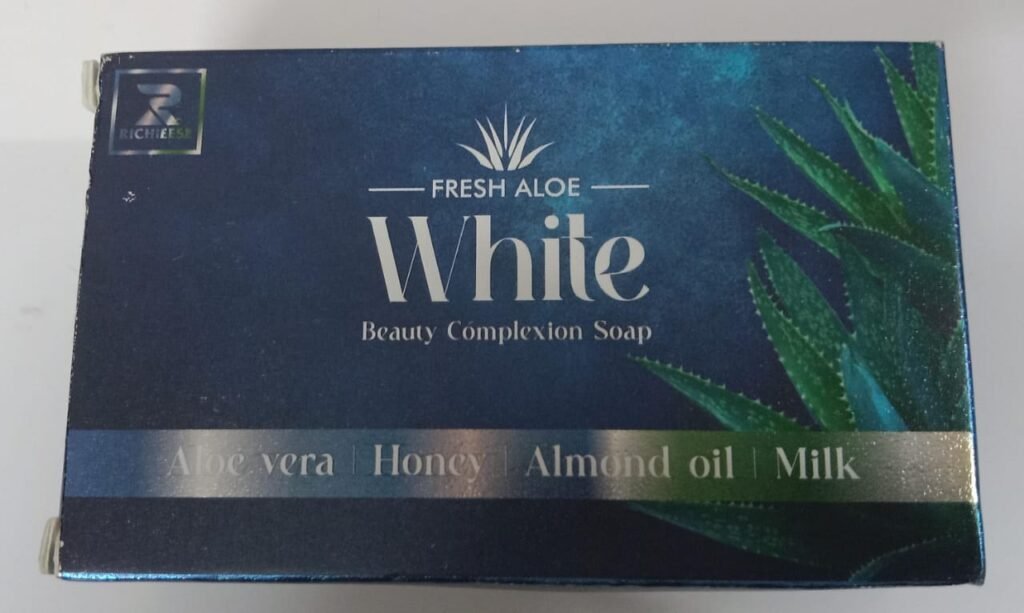 RICHIEESE
FRESH ALOE
White
Beauty Complexion Soap
Aloe vera | Honey | Almond oil | Milk